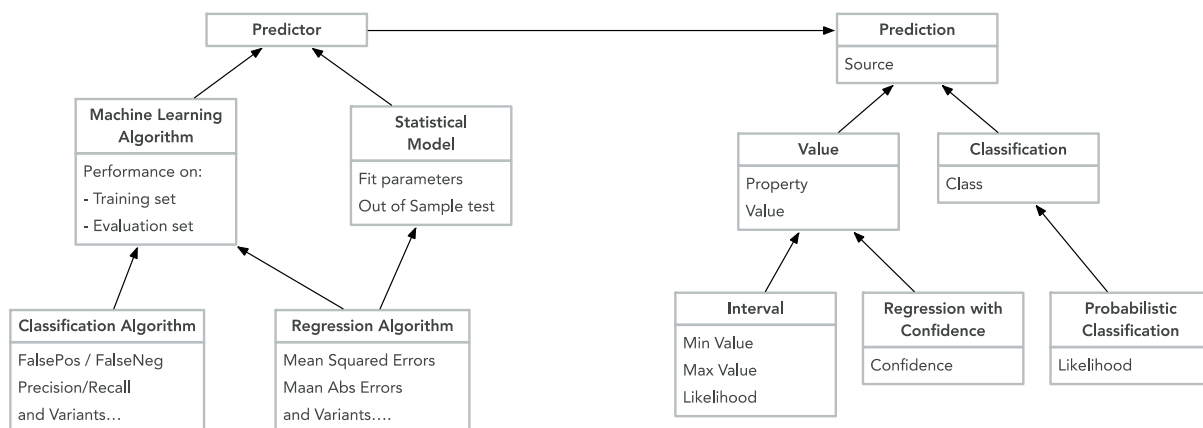 Predictor
Prediction
Source
Machine Learning
Algorithm
Performance on:
- Training set
- Evaluation set
Statistical
Model
Fit parameters
Out of Sample test
Value
Property
Value
Classification
Class
Classification Algorithm
FalsePos / FalseNeg
Precision/Recall
and Variants...
Regression Algorithm
Mean Squared Errors
Maan Abs Errors
and Variants....
Interval
Min Value
Max Value
Likelihood
Regression with
Confidence
Confidence
Probabilistic
Classification
Likelihood